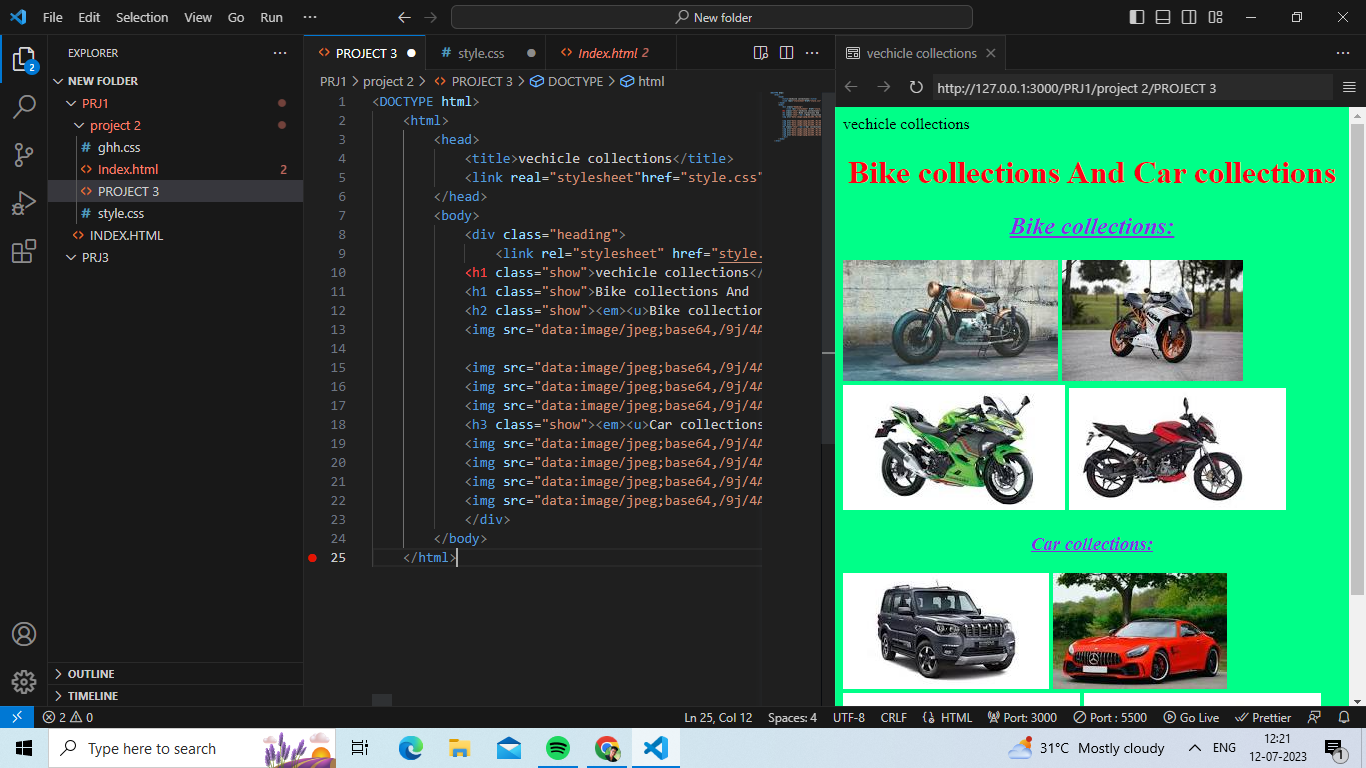 File Edit Selection View Go Run ··· New folder
EXPLORER ···
NEW FOLDER
PRJ1
project 2
# ghh.css
<> Index.html 2
<> PROJECT 3
# style.css
<> INDEX.HTML
PRJ3
OUTLINE
TIMELINE
2
<> PROJECT 3 # style.css <> Index.html 2 ···
PRJ1 > project 2 > <> PROJECT 3 > DOCTYPE > html
1 <DOCTYPE html>
2 <html>
3 <head>
4 <title>vechicle collections</title>
5 <link real="stylesheet"href="style.css"
6 </head>
7 <body>
8 <div class="heading">
9 <link rel="stylesheet" href="style.
10 <h1 class="show">vechicle collections</
11 <h1 class="show">Bike collections And
12 <h2 class="show"><em><u>Bike collection
13 <img src="data:image/jpeg;base64,/9j/4A
14
15 <img src="data:image/jpeg;base64,/9j/4A
16 <img src="data:image/jpeg;base64,/9j/4A
17 <img src="data:image/jpeg;base64,/9j/4A
18 <h3 class="show"><em><u>Car collections
19 <img src="data:image/jpeg;base64,/9j/4A
20 <img src="data:image/jpeg;base64,/9j/4A
21 <img src="data:image/jpeg;base64,/9j/4A
22 <img src="data:image/jpeg;base64,/9j/4A
23 </div>
24 </body>
25 </html>
vechicle collections ···
http://127.0.0.1:3000/PRJ1/project 2/PROJECT 3
vechicle collections
Bike collections And Car collections
Bike collections:
Car collections:
2 0 Ln 25, Col 12 Spaces: 4 UTF-8 CRLF HTML Port: 3000 Port : 5500 Go Live Prettier
Type here to search 31°C Mostly cloudy ENG 12:21
12-07-2023 1